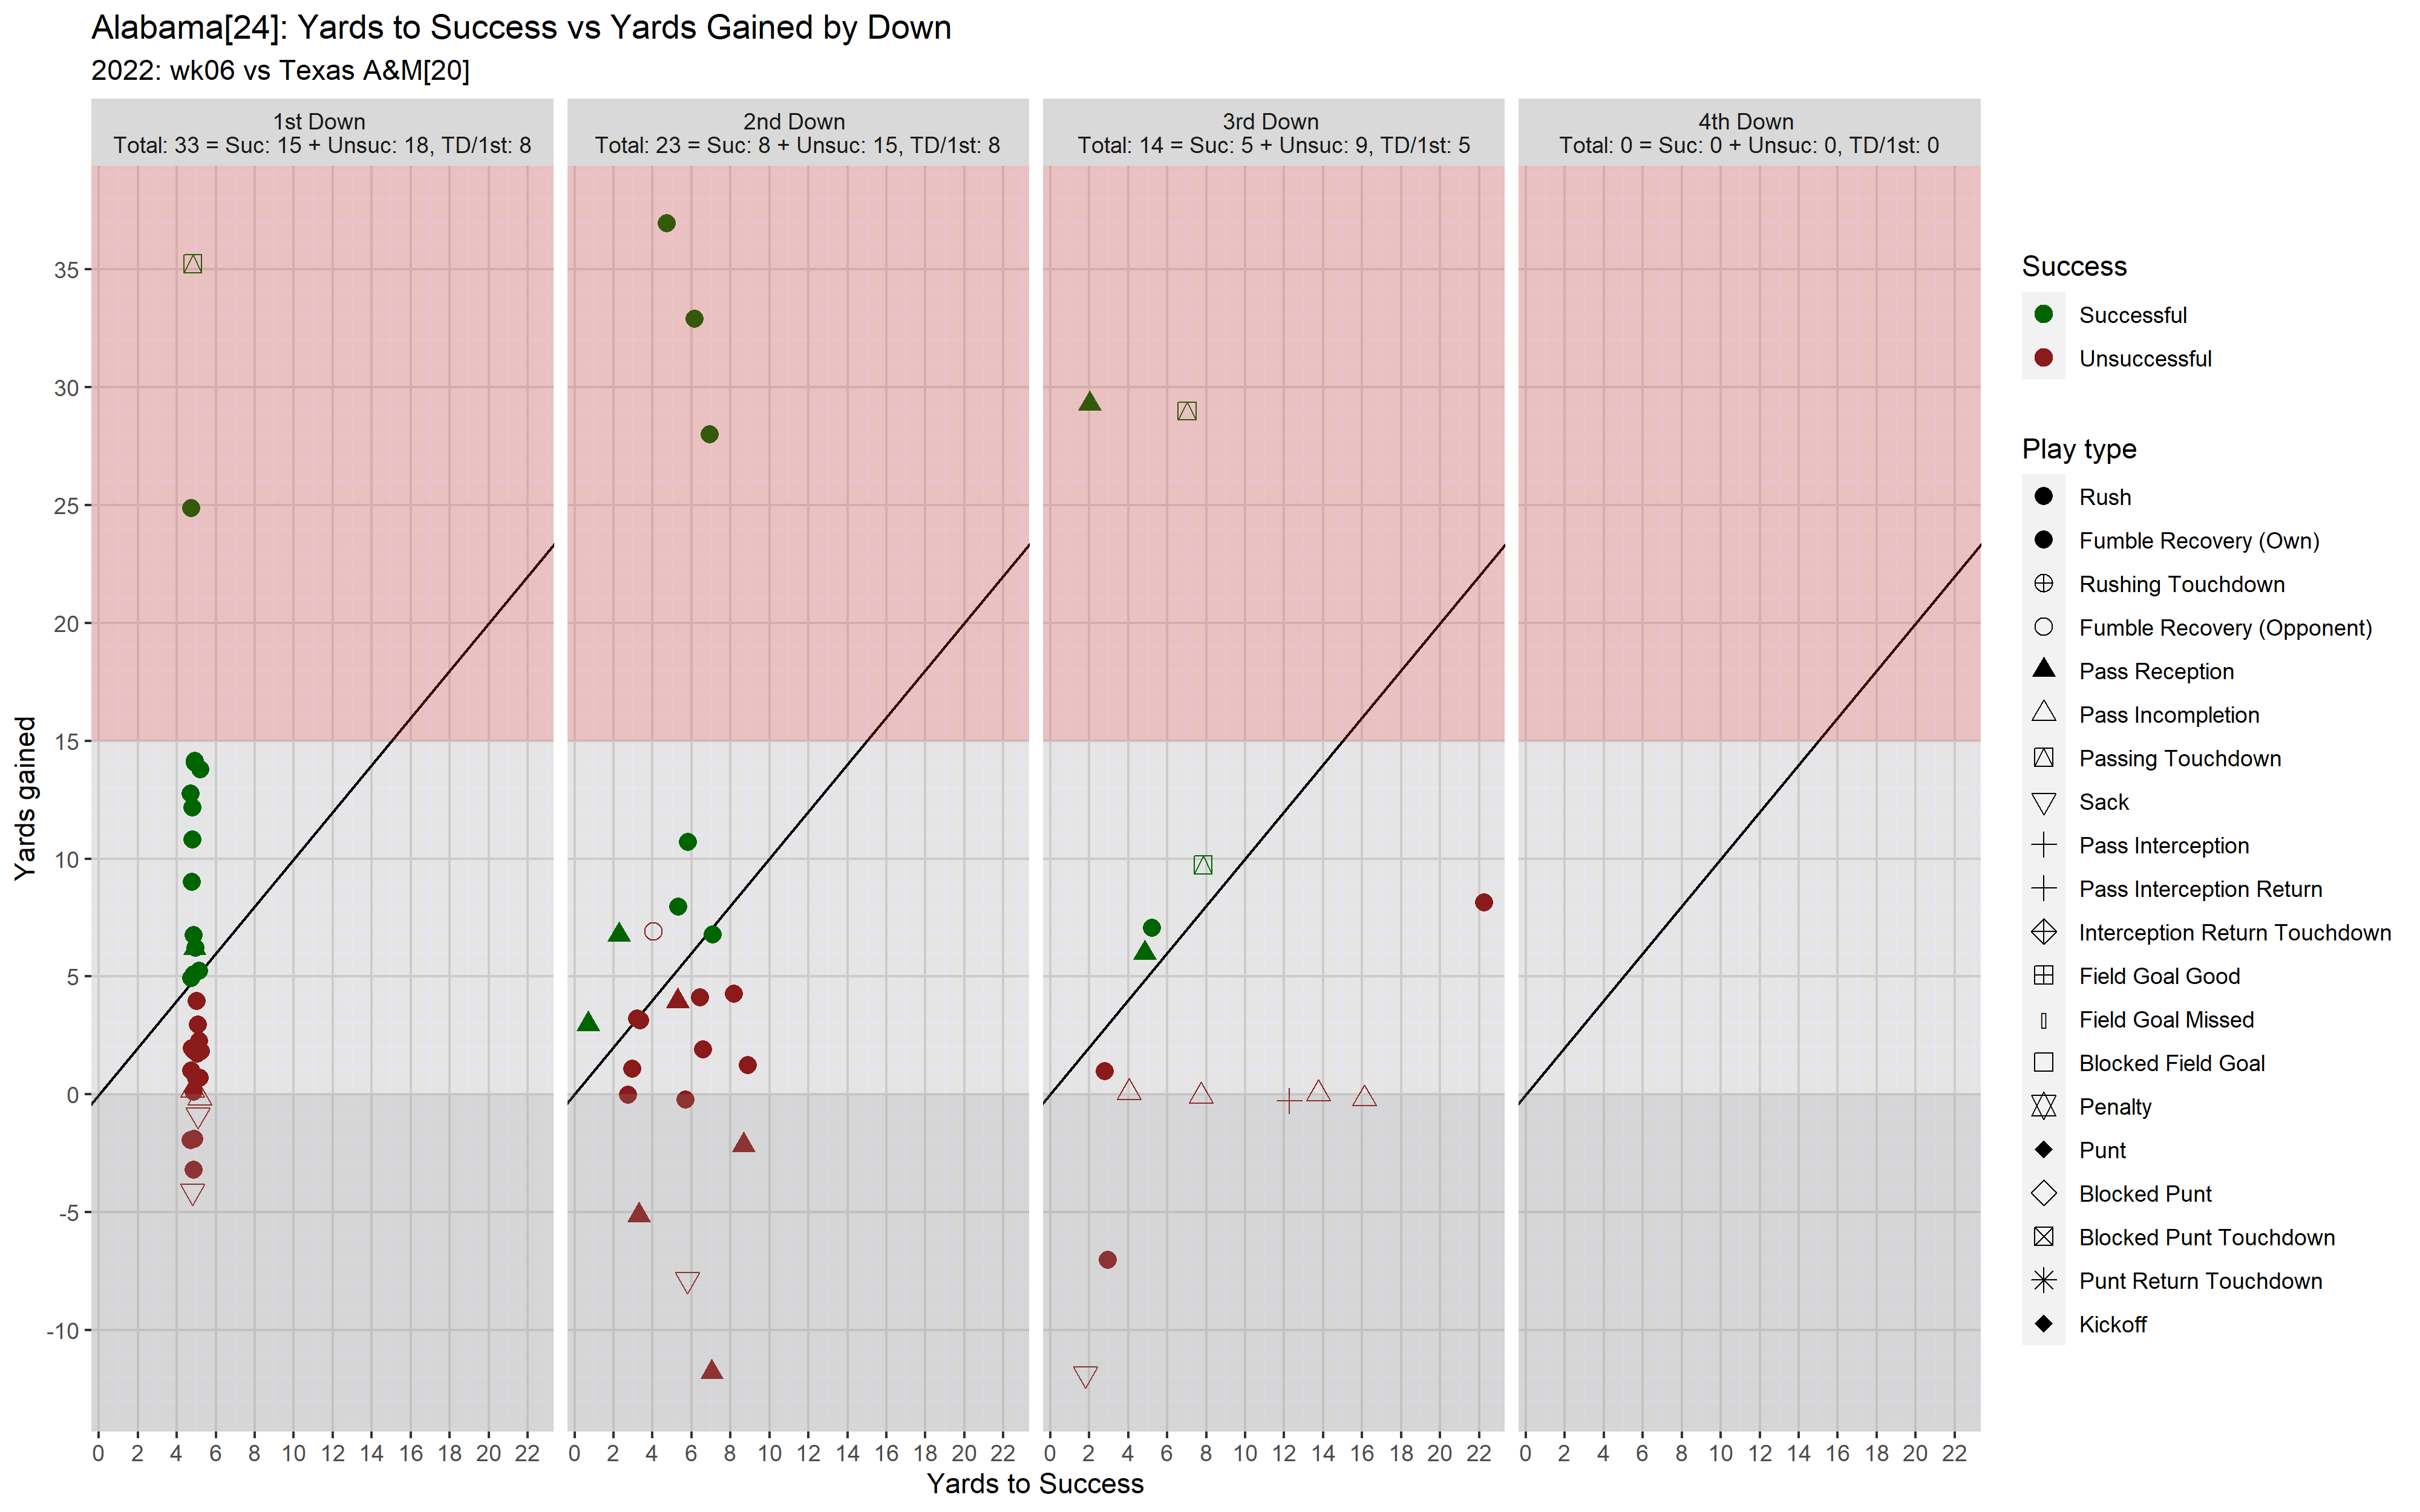 Alabama[24]: Yards to Success vs Yards Gained by Down
2022: wk06 vs Texas A&M[20]
1st Down
Total: 33 = Suc: 15 + Unsuc: 18, TD/1st: 8
2nd Down
Total: 23 = Suc: 8 + Unsuc: 15, TD/1st: 8
3rd Down
Total: 14 = Suc: 5 + Unsuc: 9, TD/1st: 5
4th Down
Total: 0 = Suc: 0 + Unsuc: 0, TD/1st: 0
Yards gained
35
30
25
20
15
10
5
0
-5
-10
0 2 4 6 8 10 12 14 16 18 20 22
0 2 4 6 8 10 12 14 16 18 20 22
0 2 4 6 8 10 12 14 16 18 20 22
0 2 4 6 8 10 12 14 16 18 20 22
Yards to Success
Success
Successful
Unsuccessful
Play type
Rush
Fumble Recovery (Own)
Rushing Touchdown
Fumble Recovery (Opponent)
Pass Reception
Pass Incompletion
Passing Touchdown
Sack
Pass Interception
Pass Interception Return
Interception Return Touchdown
Field Goal Good
Field Goal Missed
Blocked Field Goal
Penalty
Punt
Blocked Punt
Blocked Punt Touchdown
Punt Return Touchdown
Kickoff